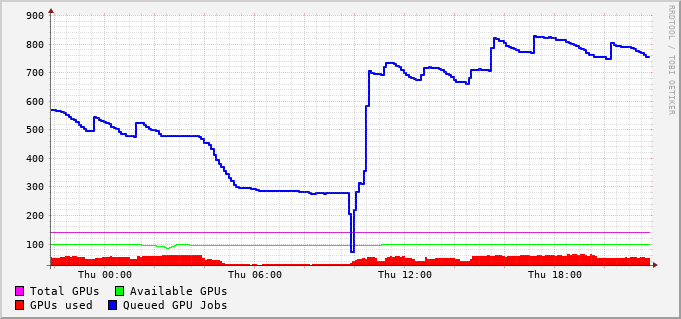 900
800
700
600
500
400
300
200
100
Thu 00:00 Thu 06:00 Thu 12:00 Thu 18:00
Total GPUs Available GPUs
GPUs used Queued GPU Jobs
RRDTOOL / TOBI OETIKER